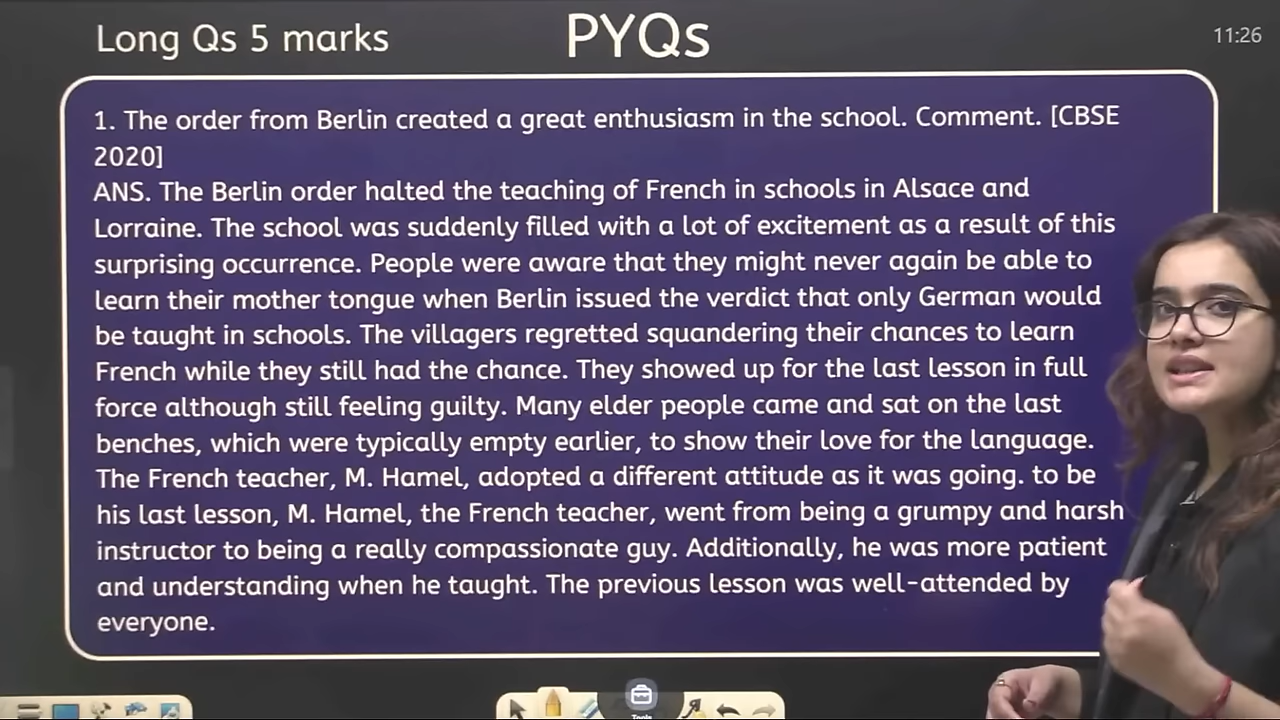 Long Qs 5 marks
PYQs
11:26
1. The order from Berlin created a great enthusiasm in the school. Comment. [CBSE
2020]
ANS. The Berlin order halted the teaching of French in schools in Alsace and
Lorraine. The school was suddenly filled with a lot of excitement as a result of this
surprising occurrence. People were aware that they might never again be able to
learn their mother tongue when Berlin issued the verdict that only German would
be taught in schools. The villagers regretted squandering their chances to learn
French while they still had the chance. They showed up for the last lesson in full
force although still feeling guilty. Many elder people came and sat on the last
benches, which were typically empty earlier, to show their love for the language.
The French teacher, M. Hamel, adopted a different attitude as it was going. to be
his last lesson, M. Hamel, the French teacher, went from being a grumpy and harsh
instructor to being a really compassionate guy. Additionally, he was more patient
and understanding when he taught. The previous lesson was well-attended by
everyone.
Tools